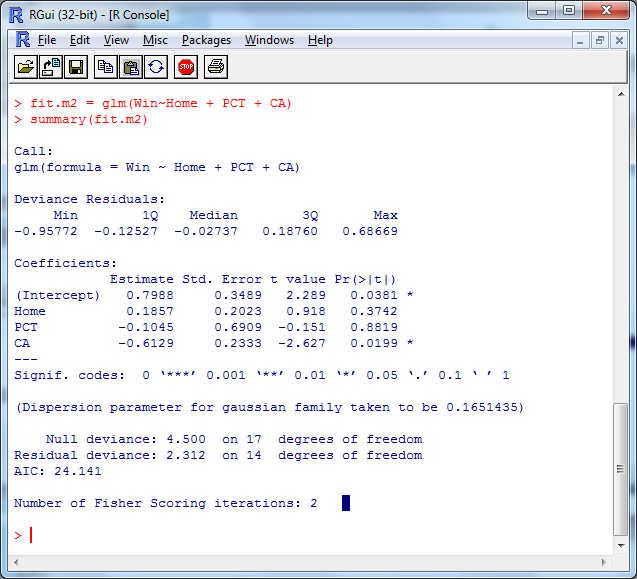 RGui (32-bit) - [R Console]
File Edit View Misc Packages Windows Help
STOP
> fit.m2 = glm(Win~Home + PCT + CA)
> summary(fit.m2)
Call:
glm(formula = Win ~ Home + PCT + CA)
Deviance Residuals:
Min 1Q Median 3Q Max
-0.95772 -0.12527 -0.02737 0.18760 0.68669
Coefficients:
Estimate Std. Error t value Pr(>|t|)
(Intercept) 0.7988 0.3489 2.289 0.0381 *
Home 0.1857 0.2023 0.918 0.3742
PCT -0.1045 0.6909 -0.151 0.8819
CA -0.6129 0.2333 -2.627 0.0199 *
---
Signif. codes: 0 ‘***’ 0.001 ‘**’ 0.01 ‘*’ 0.05 ‘.’ 0.1 ‘ ’ 1
(Dispersion parameter for gaussian family taken to be 0.1651435)
Null deviance: 4.500 on 17 degrees of freedom
Residual deviance: 2.312 on 14 degrees of freedom
AIC: 24.141
Number of Fisher Scoring iterations: 2
>